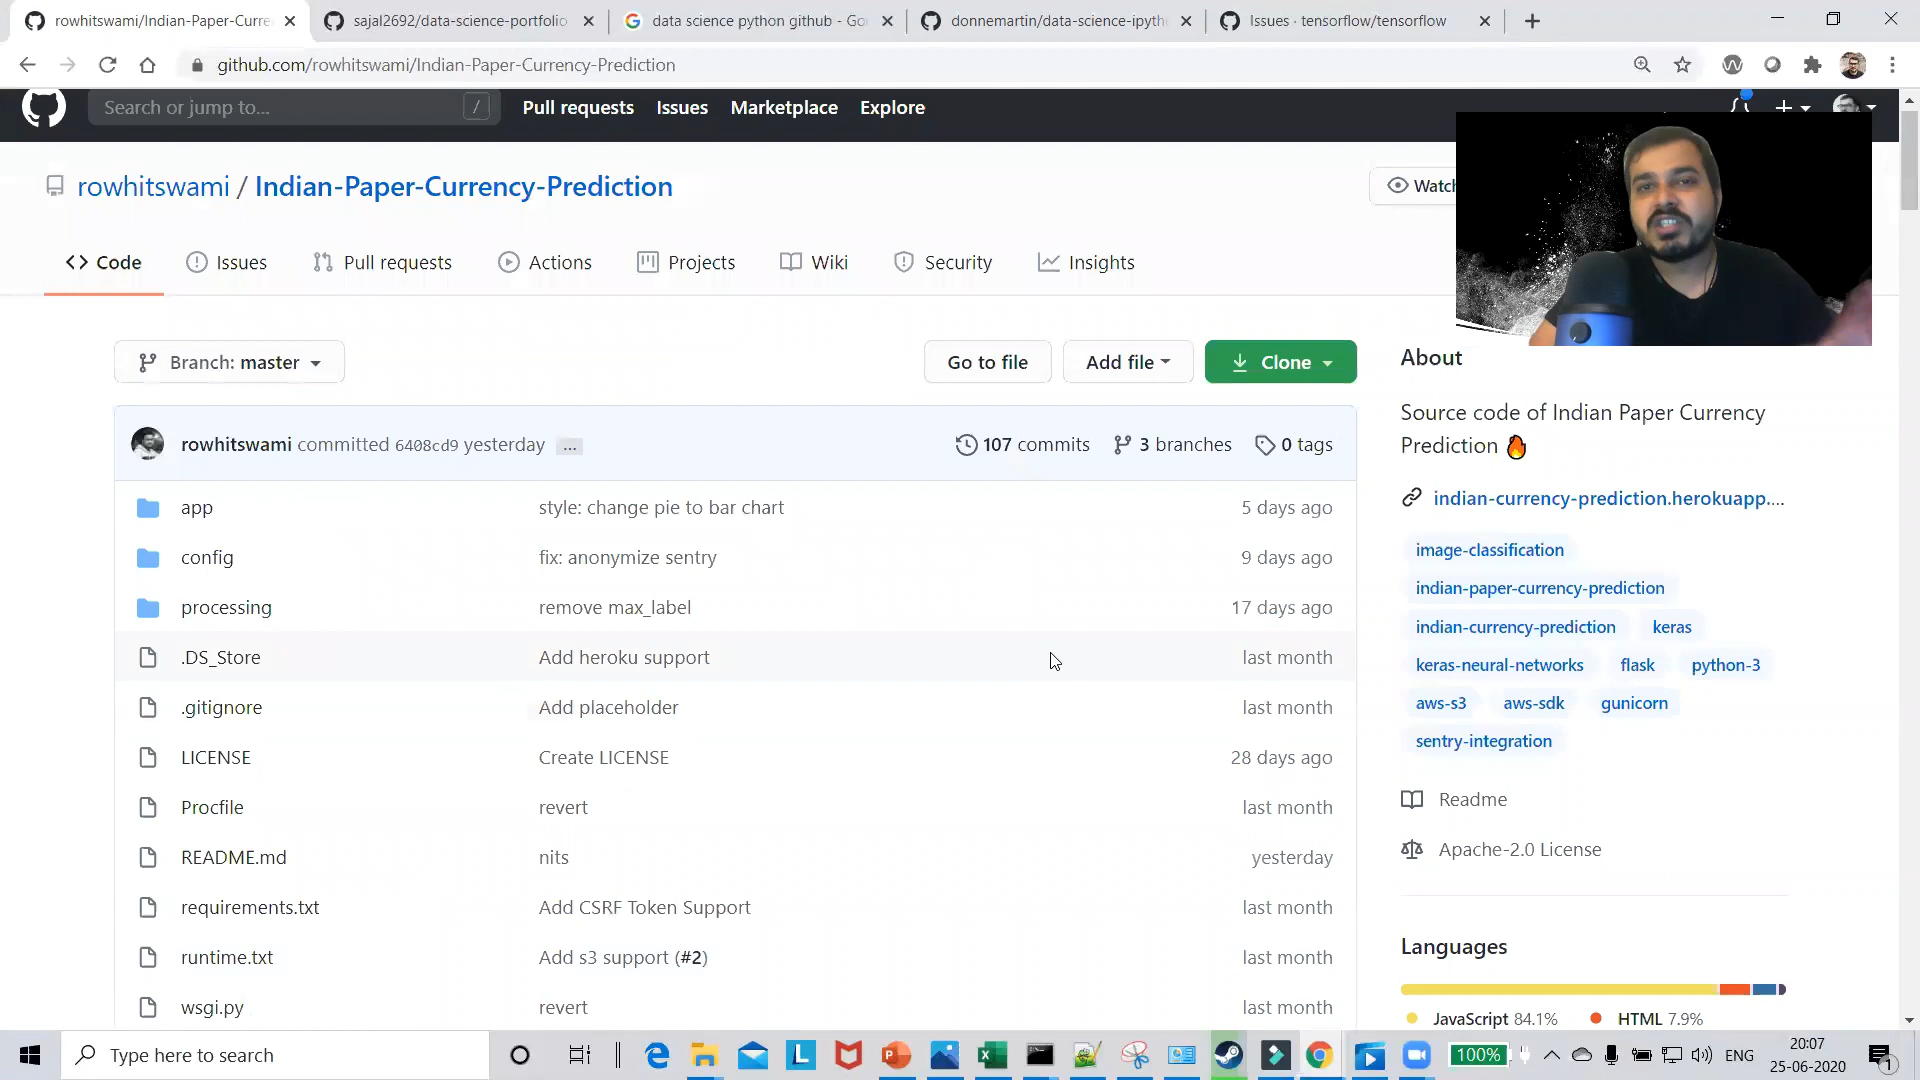 rowhitswami/Indian-Paper-Curre
sajal2692/data-science-portfolio
data science python github - Go
donnemartin/data-science-ipyth
Issues · tensorflow/tensorflow
github.com/rowhitswami/Indian-Paper-Currency-Prediction
Search or jump to...
/
Pull requests
Issues
Marketplace
Explore
rowhitswami / Indian-Paper-Currency-Prediction
Watch
Code
Issues
Pull requests
Actions
Projects
Wiki
Security
Insights
Branch: master
Go to file
Add file
Clone
About
Source code of Indian Paper Currency
Prediction
rowhitswami committed 6408cd9 yesterday ...
107 commits
3 branches
0 tags
indian-currency-prediction.herokuapp....
app
style: change pie to bar chart
5 days ago
config
fix: anonymize sentry
9 days ago
processing
remove max_label
17 days ago
.DS_Store
Add heroku support
last month
.gitignore
Add placeholder
last month
LICENSE
Create LICENSE
28 days ago
Procfile
revert
last month
README.md
nits
yesterday
requirements.txt
Add CSRF Token Support
last month
runtime.txt
Add s3 support (#2)
last month
wsgi.py
revert
last month
image-classification
indian-paper-currency-prediction
indian-currency-prediction
keras
keras-neural-networks
flask
python-3
aws-s3
aws-sdk
gunicorn
sentry-integration
Readme
Apache-2.0 License
Languages
JavaScript 84.1%
HTML 7.9%
Type here to search
100%
ENG
20:07
25-06-2020
1